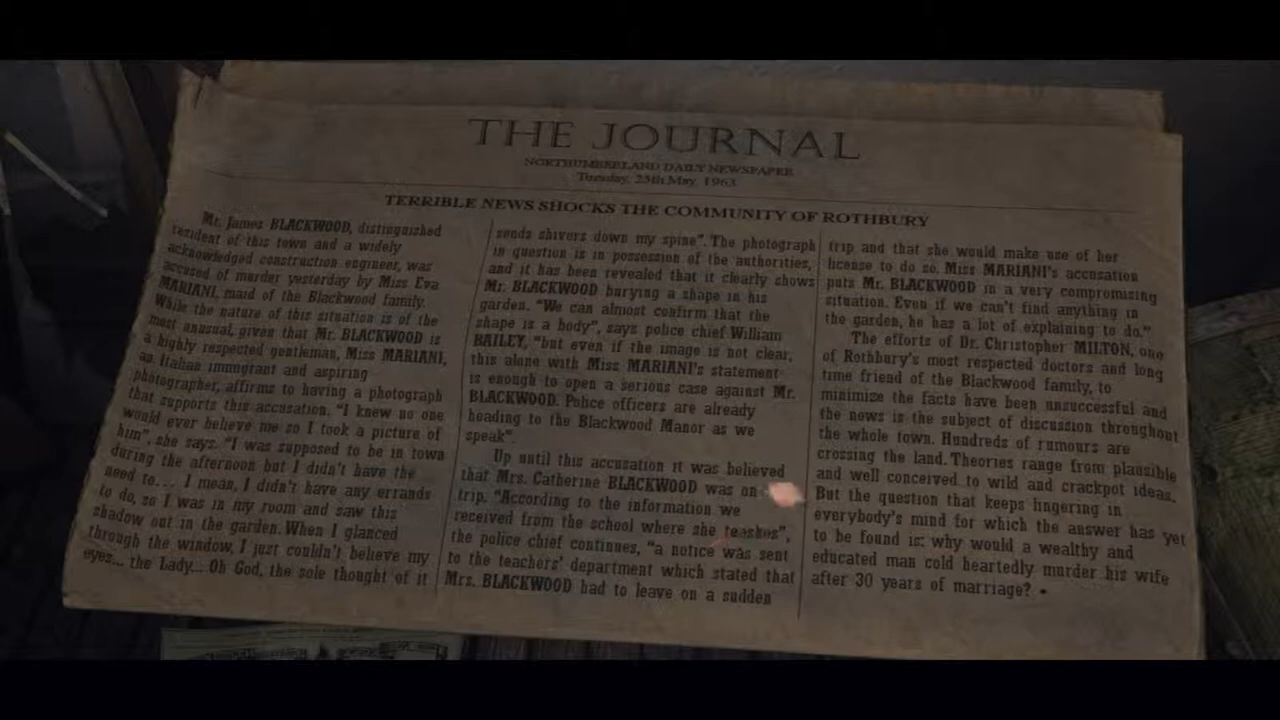 THE JOURNAL
NORTHUMBERLAND DAILY NEWSPAPER
Tuesday, 25th May, 1963
TERRIBLE NEWS SHOCKS THE COMMUNITY OF ROTHBURY
Mr. James BLACKWOOD, distinguished
resident of this town and a widely
acknowledged construction engineer, was
accused of murder yesterday by Miss Eva
MARIANI, maid of the Blackwood family.
While the nature of this situation is of the
most unusual, given that Mr. BLACKWOOD is
a highly respected gentleman, Miss MARIANI,
an Italian immigrant and aspiring
photographer, affirms to having a photograph
that supports this accusation. "I knew no one
would ever believe me so I took a picture of
him", she says. "I was supposed to be in town
during the afternoon but I didn't have the
need to... I mean, I didn't have any errands
to do, so I was in my room and saw this
shadow out in the garden. When I glanced
through the window, I just couldn't believe my
eyes... the Lady... Oh God, the sole thought of it
sends shivers down my spine". The photograph
in question is in possession of the authorities,
and it has been revealed that it clearly shows
Mr. BLACKWOOD burying a shape in his
garden. "We can almost confirm that the
shape is a body", says police chief William
BAILEY, "but even if the image is not clear,
this alone with Miss MARIANI's statement
is enough to open a serious case against Mr.
BLACKWOOD. Police officers are already
heading to the Blackwood Manor as we
speak".
Up until this accusation it was believed
that Mrs. Catherine BLACKWOOD was on a
trip. "According to the information we
received from the school where she teaches",
the police chief continues, "a notice was sent
to the teachers' department which stated that
Mrs. BLACKWOOD had to leave on a sudden
trip and that she would make use of her
license to do so. Miss MARIANI's accusation
puts Mr. BLACKWOOD in a very compromising
situation. Even if we can't find anything in
the garden, he has a lot of explaining to do."
The efforts of Dr. Christopher MILTON, one
of Rothbury's most respected doctors and long
time friend of the Blackwood family, to
minimize the facts have been unsuccessful and
the news is the subject of discussion throughout
the whole town. Hundreds of rumours are
crossing the land. Theories range from plausible
and well conceived to wild and crackpot ideas.
But the question that keeps lingering in
everybody's mind for which the answer has yet
to be found is: why would a wealthy and
educated man cold heartedly murder his wife
after 30 years of marriage? •